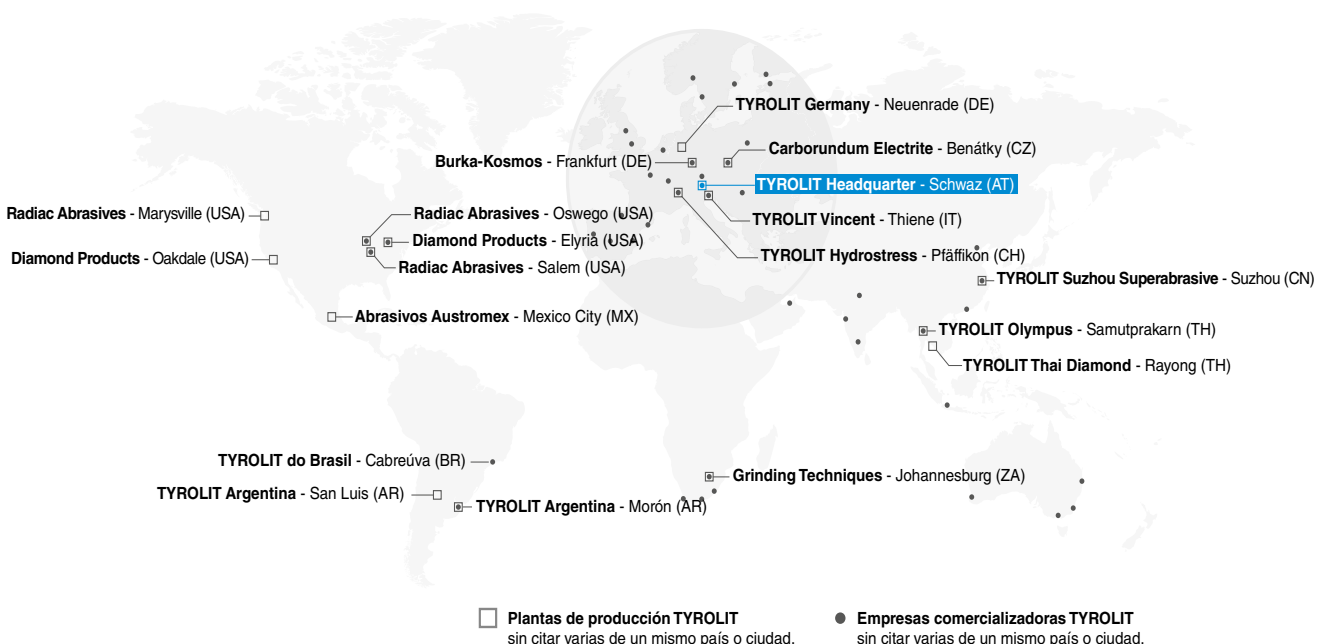 TYROLIT Germany - Neuenrade (DE)
Carborundum Electrite - Benátky (CZ)
Burka-Kosmos - Frankfurt (DE)
TYROLIT Headquarter - Schwaz (AT)
Radiac Abrasives - Marysville (USA)
Radiac Abrasives - Oswego (USA)
TYROLIT Vincent - Thiene (IT)
Diamond Products - Elyria (USA)
Diamond Products - Oakdale (USA)
TYROLIT Hydrostress - Pfäffikon (CH)
Radiac Abrasives - Salem (USA)
TYROLIT Suzhou Superabrasive - Suzhou (CN)
Abrasivos Austromex - Mexico City (MX)
TYROLIT Olympus - Samutprakarn (TH)
TYROLIT Thai Diamond - Rayong (TH)
TYROLIT do Brasil - Cabreúva (BR)
Grinding Techniques - Johannesburg (ZA)
TYROLIT Argentina - San Luis (AR)
TYROLIT Argentina - Morón (AR)
Plantas de producción TYROLIT
sin citar varias de un mismo país o ciudad.
Empresas comercializadoras TYROLIT
sin citar varias de un mismo país o ciudad.